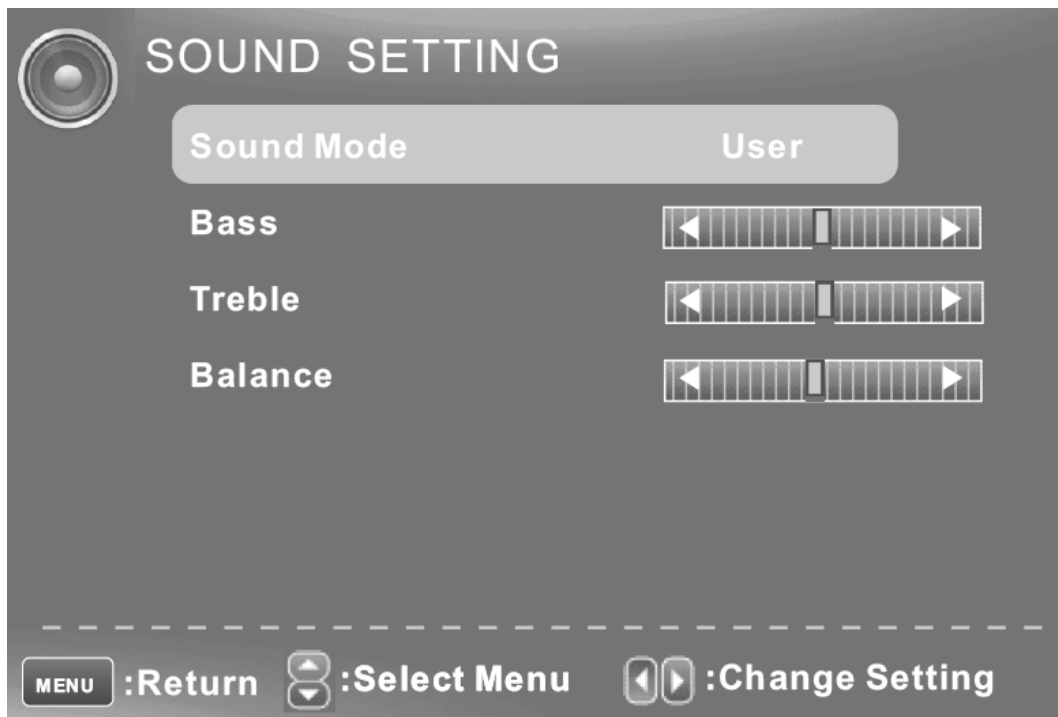 SOUND SETTING
Sound Mode User
Bass
Treble
Balance
MENU :Return :Select Menu :Change Setting